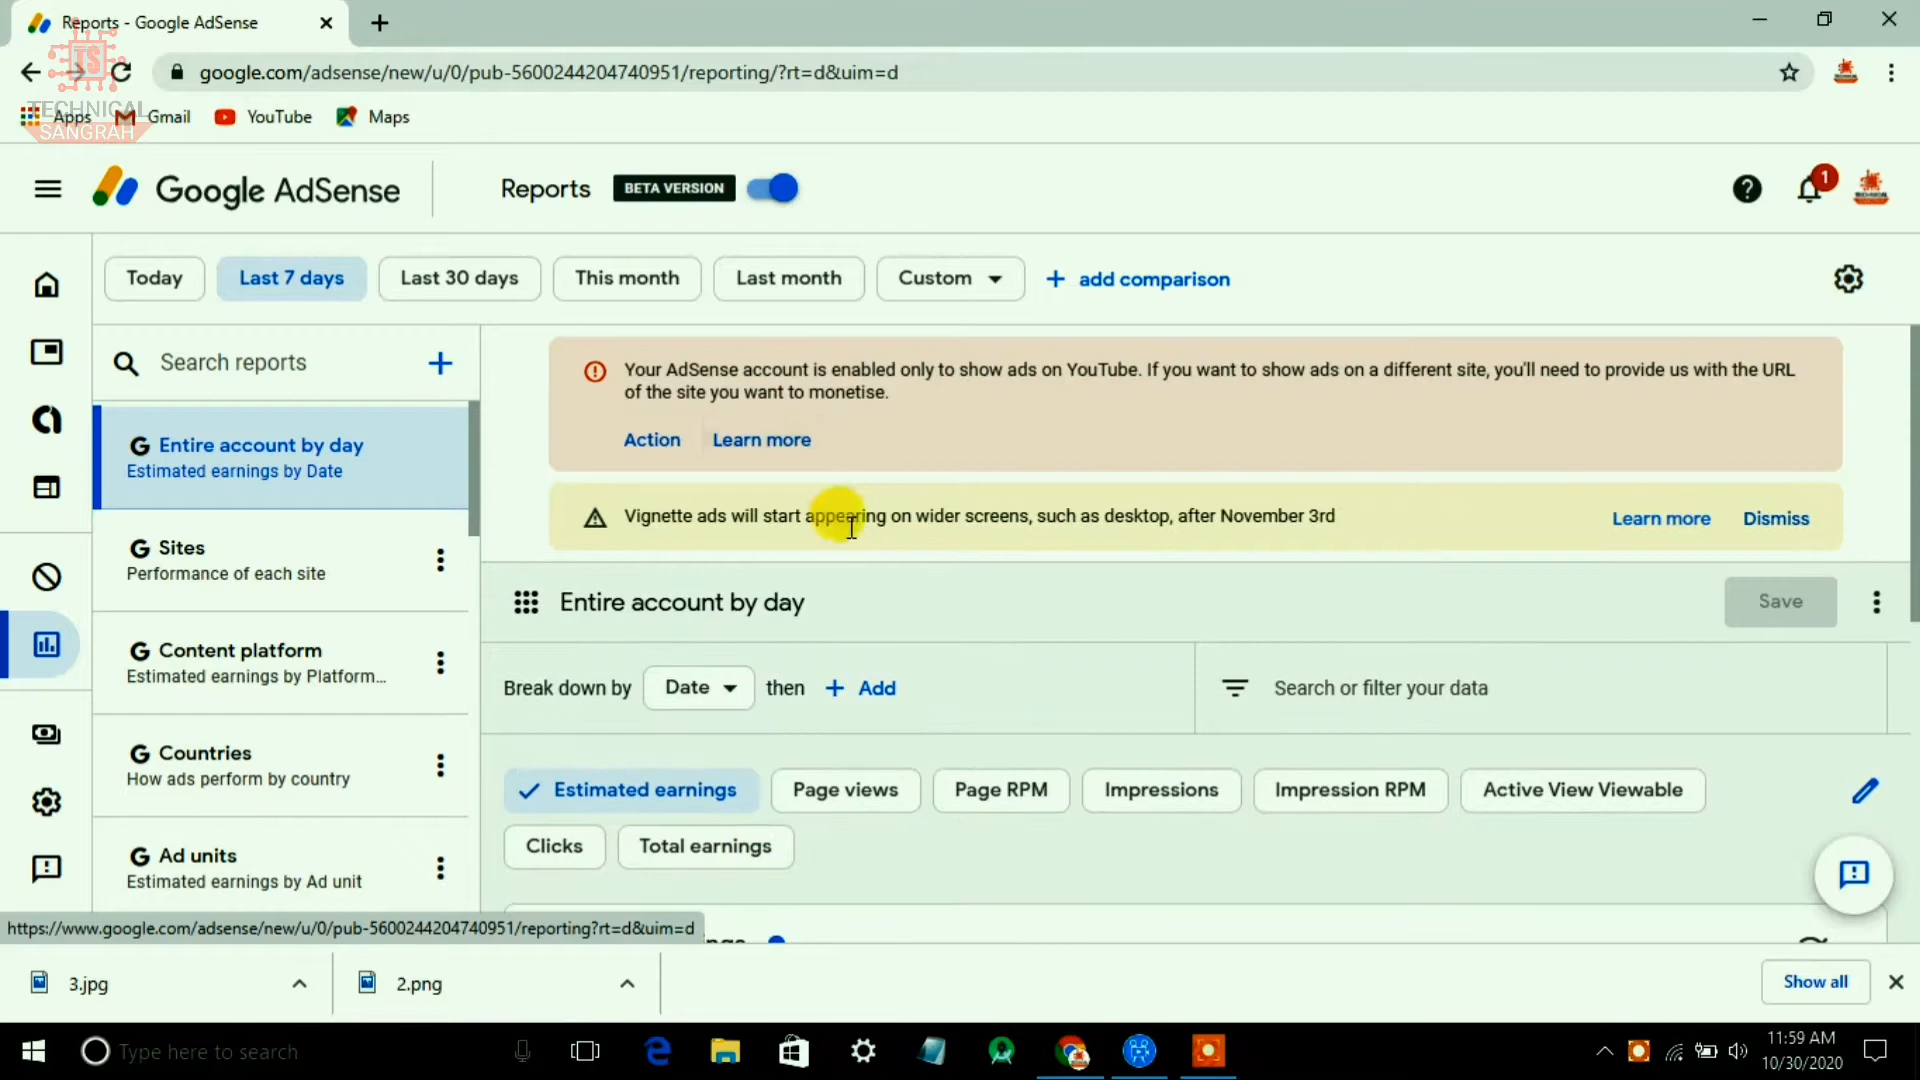 Reports - Google AdSense
google.com/adsense/new/u/0/pub-5600244204740951/reporting/?rt=d&uim=d
TS
TECHNICAL
SANGRAH
Apps Gmail YouTube Maps
Google AdSense Reports BETA VERSION
1
Today Last 7 days Last 30 days This month Last month Custom + add comparison
Search reports
Entire account by day
Estimated earnings by Date
Sites
Performance of each site
Content platform
Estimated earnings by Platform...
Countries
How ads perform by country
Ad units
Estimated earnings by Ad unit
Your AdSense account is enabled only to show ads on YouTube. If you want to show ads on a different site, you'll need to provide us with the URL
of the site you want to monetise.
Action Learn more
Vignette ads will start appearing on wider screens, such as desktop, after November 3rd Learn more Dismiss
Entire account by day Save
Break down by Date then + Add Search or filter your data
Estimated earnings Page views Page RPM Impressions Impression RPM Active View Viewable
Clicks Total earnings
https://www.google.com/adsense/new/u/0/pub-5600244204740951/reporting?rt=d&uim=d
3.jpg 2.png Show all
Type here to search
11:59 AM
10/30/2020